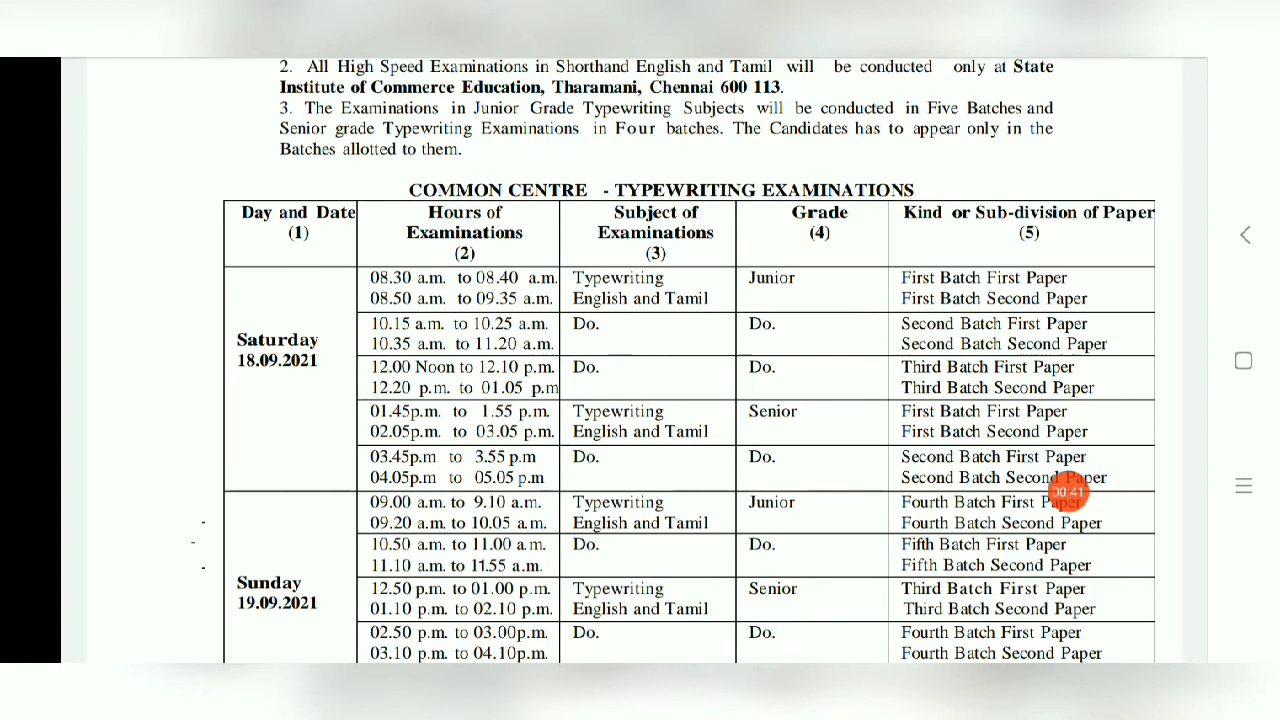 2. All High Speed Examinations in Shorthand English and Tamil will be conducted only at State
Institute of Commerce Education, Tharamani, Chennai 600 113.
3. The Examinations in Junior Grade Typewriting Subjects will be conducted in Five Batches and
Senior grade Typewriting Examinations in Four batches. The Candidates has to appear only in the
Batches allotted to them.
COMMON CENTRE - TYPEWRITING EXAMINATIONS
Day and Date (1) Hours of Examinations (2) Subject of Examinations (3) Grade (4) Kind or Sub-division of Paper (5)
Saturday 18.09.2021
08.30 a.m. to 08.40 a.m. Typewriting Junior First Batch First Paper
08.50 a.m. to 09.35 a.m. English and Tamil First Batch Second Paper
10.15 a.m. to 10.25 a.m. Do. Do. Second Batch First Paper
10.35 a.m. to 11.20 a.m. Second Batch Second Paper
12.00 Noon to 12.10 p.m. Do. Do. Third Batch First Paper
12.20 p.m. to 01.05 p.m Third Batch Second Paper
01.45p.m. to 1.55 p.m. Typewriting Senior First Batch First Paper
02.05p.m. to 03.05 p.m. English and Tamil First Batch Second Paper
03.45p.m to 3.55 p.m Do. Do. Second Batch First Paper
04.05p.m to 05.05 p.m Second Batch Second Paper
00:41
Sunday 19.09.2021
09.00 a.m. to 9.10 a.m. Typewriting Junior Fourth Batch First Paper
09.20 a.m. to 10.05 a.m. English and Tamil Fourth Batch Second Paper
10.50 a.m. to 11.00 a.m. Do. Do. Fifth Batch First Paper
11.10 a.m. to 11.55 a.m. Fifth Batch Second Paper
12.50 p.m. to 01.00 p.m. Typewriting Senior Third Batch First Paper
01.10 p.m. to 02.10 p.m. English and Tamil Third Batch Second Paper
02.50 p.m. to 03.00p.m. Do. Do. Fourth Batch First Paper
03.10 p.m. to 04.10p.m. Fourth Batch Second Paper